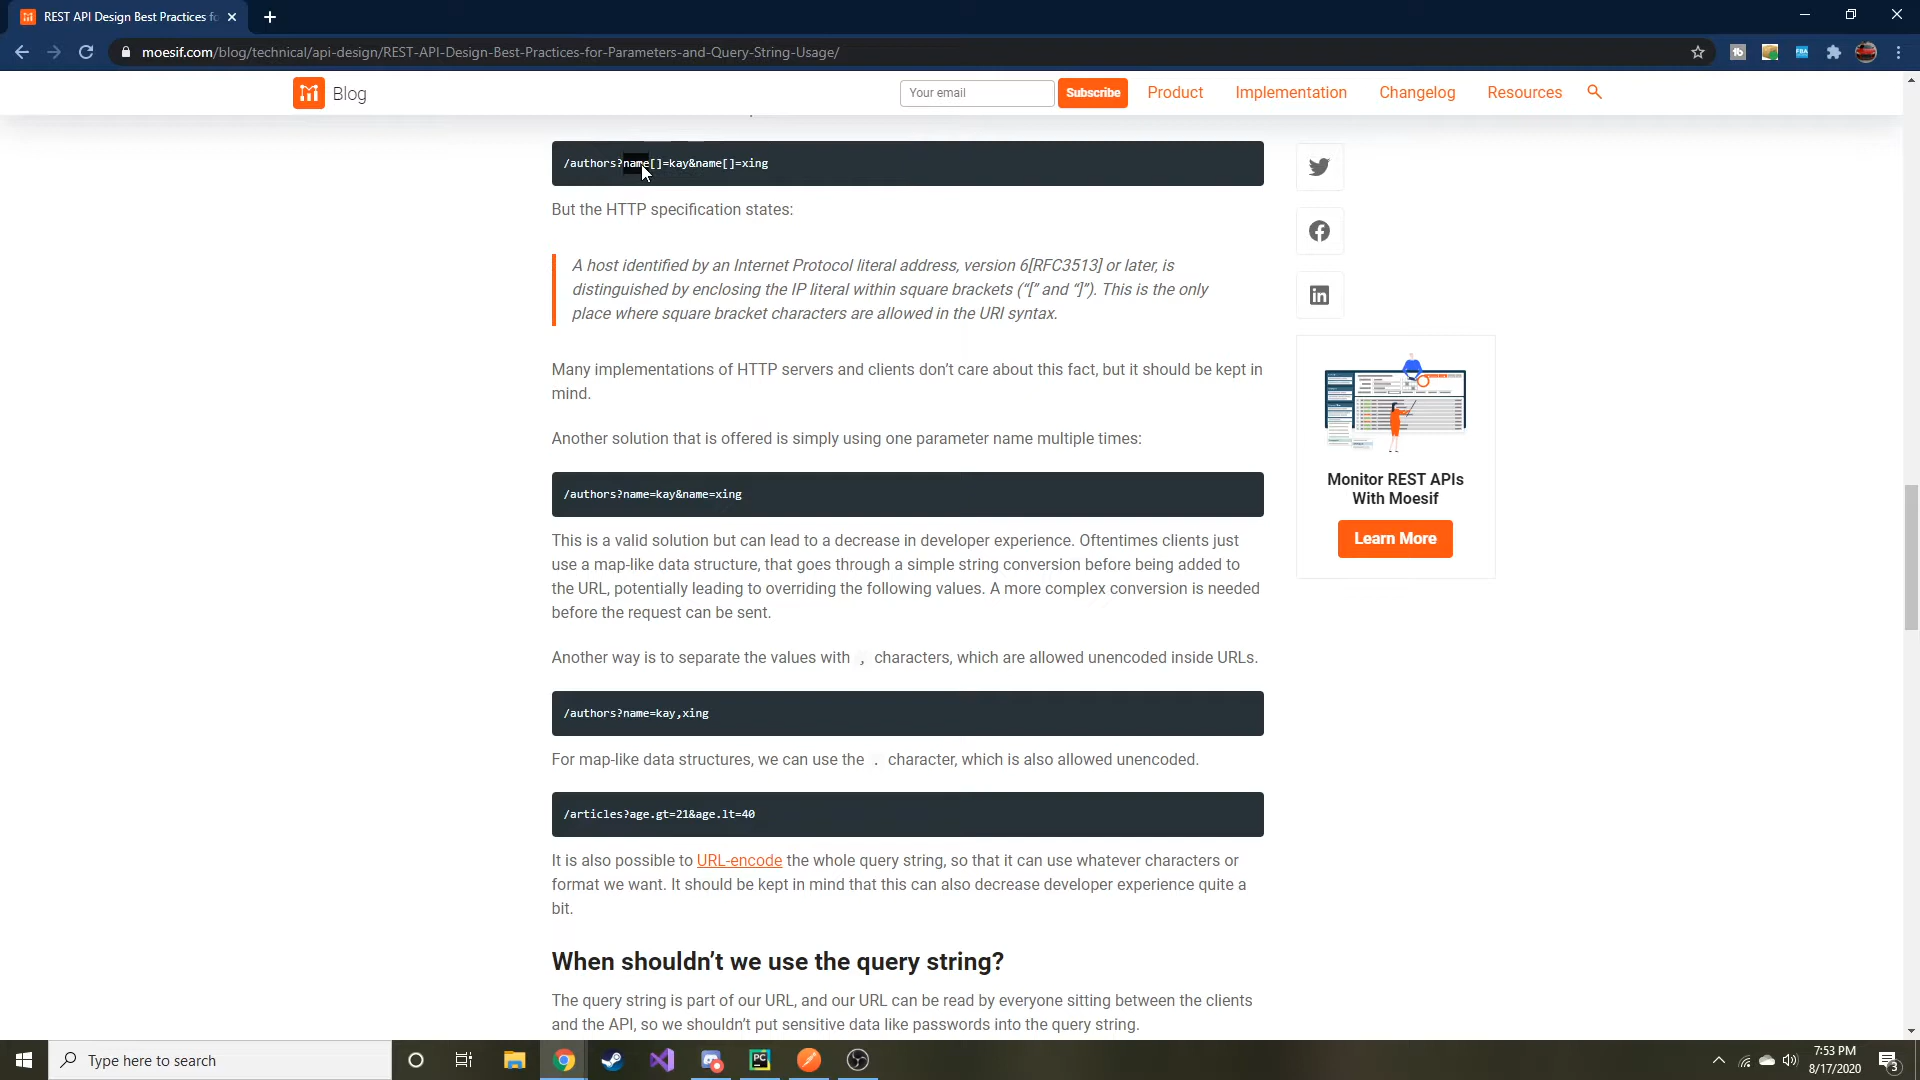 REST API Design Best Practices fo
moesif.com/blog/technical/api-design/REST-API-Design-Best-Practices-for-Parameters-and-Query-String-Usage/
Blog
Your email
Subscribe
Product
Implementation
Changelog
Resources
/authors?name[]=kay&name[]=xing
But the HTTP specification states:
A host identified by an Internet Protocol literal address, version 6[RFC3513] or later, is
distinguished by enclosing the IP literal within square brackets (“[” and “]”). This is the only
place where square bracket characters are allowed in the URI syntax.
Many implementations of HTTP servers and clients don’t care about this fact, but it should be kept in
mind.
Another solution that is offered is simply using one parameter name multiple times:
/authors?name=kay&name=xing
This is a valid solution but can lead to a decrease in developer experience. Oftentimes clients just
use a map-like data structure, that goes through a simple string conversion before being added to
the URL, potentially leading to overriding the following values. A more complex conversion is needed
before the request can be sent.
Another way is to separate the values with , characters, which are allowed unencoded inside URLs.
/authors?name=kay,xing
For map-like data structures, we can use the . character, which is also allowed unencoded.
/articles?age.gt=21&age.lt=40
It is also possible to URL-encode the whole query string, so that it can use whatever characters or
format we want. It should be kept in mind that this can also decrease developer experience quite a
bit.
When shouldn’t we use the query string?
The query string is part of our URL, and our URL can be read by everyone sitting between the clients
and the API, so we shouldn’t put sensitive data like passwords into the query string.
Monitor REST APIs
With Moesif
Learn More
Type here to search
PC
7:53 PM
8/17/2020
3